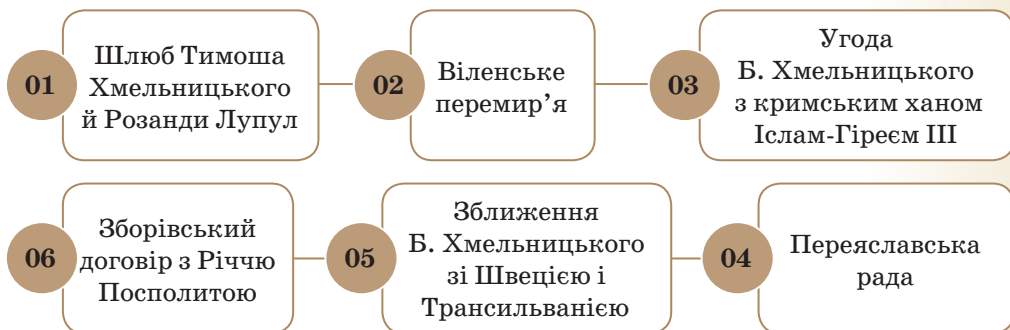 01
Шлюб Тимоша
Хмельницького
й Розанди Лупул
02
Віленське
перемир’я
03
Угода
Б. Хмельницького
з кримським ханом
Іслам-Гіреєм III
06
Зборівський
договір з Річчю
Посполитою
05
Зближення
Б. Хмельницького
зі Швецією і
Трансильванією
04
Переяславська
рада